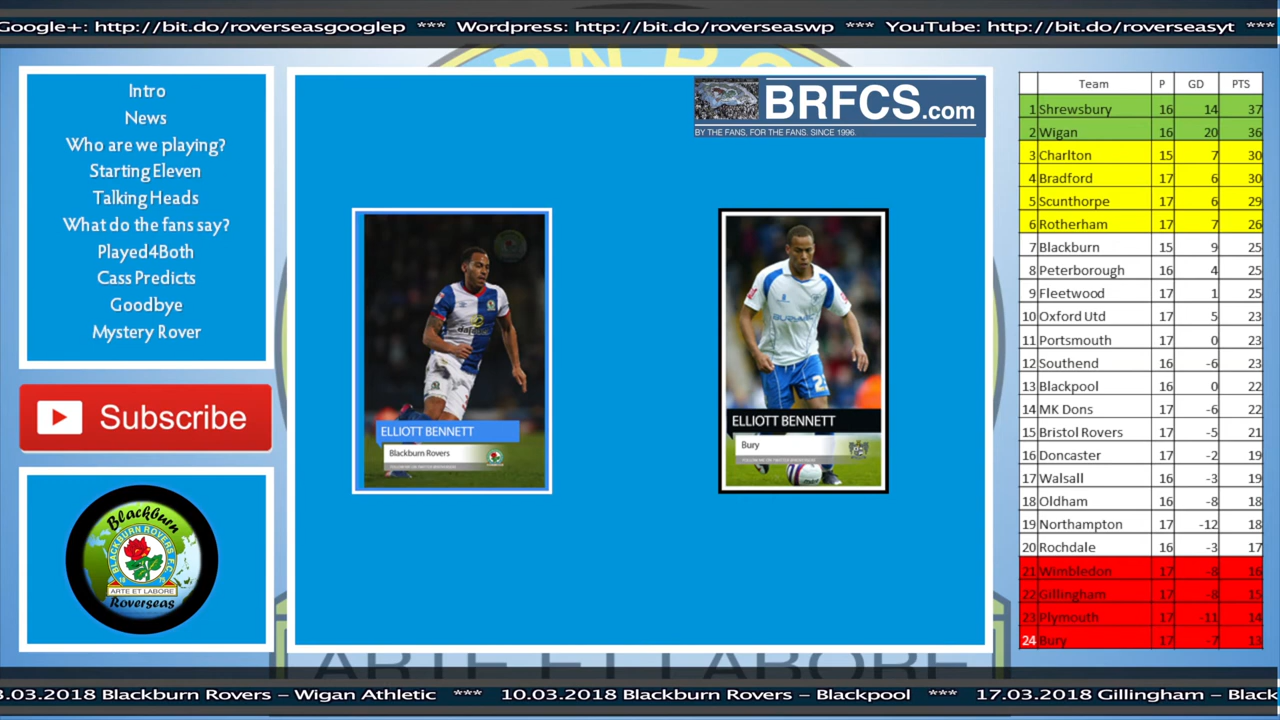 Google+: http://bit.do/roverseasgooglep *** Wordpress: http://bit.do/roverseaswp *** YouTube: http://bit.do/roverseasyt ***
Intro
News
Who are we playing?
Starting Eleven
Talking Heads
What do the fans say?
Played4Both
Cass Predicts
Goodbye
Mystery Rover
Subscribe
Blackburn
BLACKBURN ROVERS F.C.
18 75
ARTE ET LABORE
Roverseas
BRFCS.com
BY THE FANS. FOR THE FANS. SINCE 1996.
ELLIOTT BENNETT
Blackburn Rovers
ELLIOTT BENNETT
Bury
Team P GD PTS
1 Shrewsbury 16 14 37
2 Wigan 16 20 36
3 Charlton 15 7 30
4 Bradford 17 6 30
5 Scunthorpe 17 6 29
6 Rotherham 17 7 26
7 Blackburn 15 9 25
8 Peterborough 16 4 25
9 Fleetwood 17 1 25
10 Oxford Utd 17 5 23
11 Portsmouth 17 0 23
12 Southend 16 -6 23
13 Blackpool 16 0 22
14 MK Dons 17 -6 22
15 Bristol Rovers 17 -5 21
16 Doncaster 17 -2 19
17 Walsall 16 -3 19
18 Oldham 16 -8 18
19 Northampton 17 -12 18
20 Rochdale 16 -3 17
21 Wimbledon 17 -8 16
22 Gillingham 17 -8 15
23 Plymouth 17 -11 14
24 Bury 17 -7 13
ARTE ET LABORE
3.03.2018 Blackburn Rovers – Wigan Athletic *** 10.03.2018 Blackburn Rovers – Blackpool *** 17.03.2018 Gillingham – Black